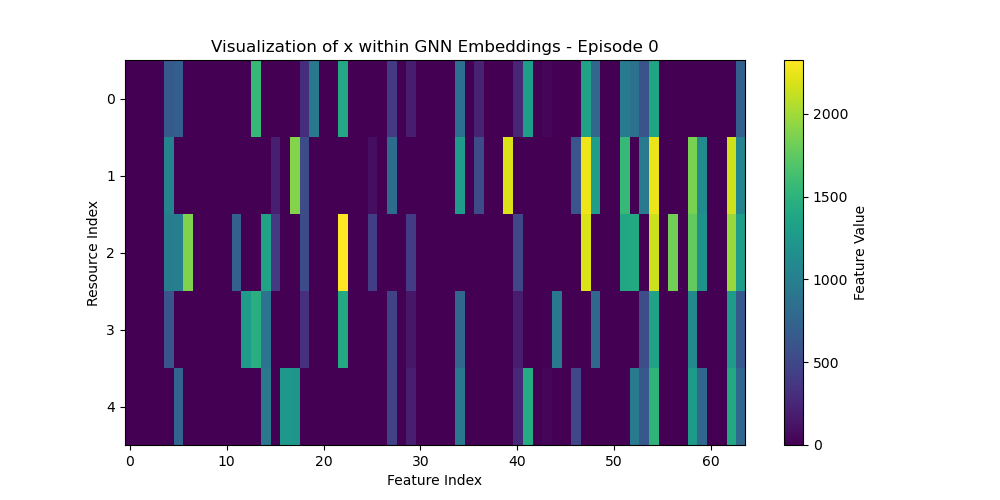 Visualization of x within GNN Embeddings - Episode 0
Resource Index
0
1
2
3
4
0 10 20 30 40 50 60
Feature Index
2000
1500
1000
500
0
Feature Value